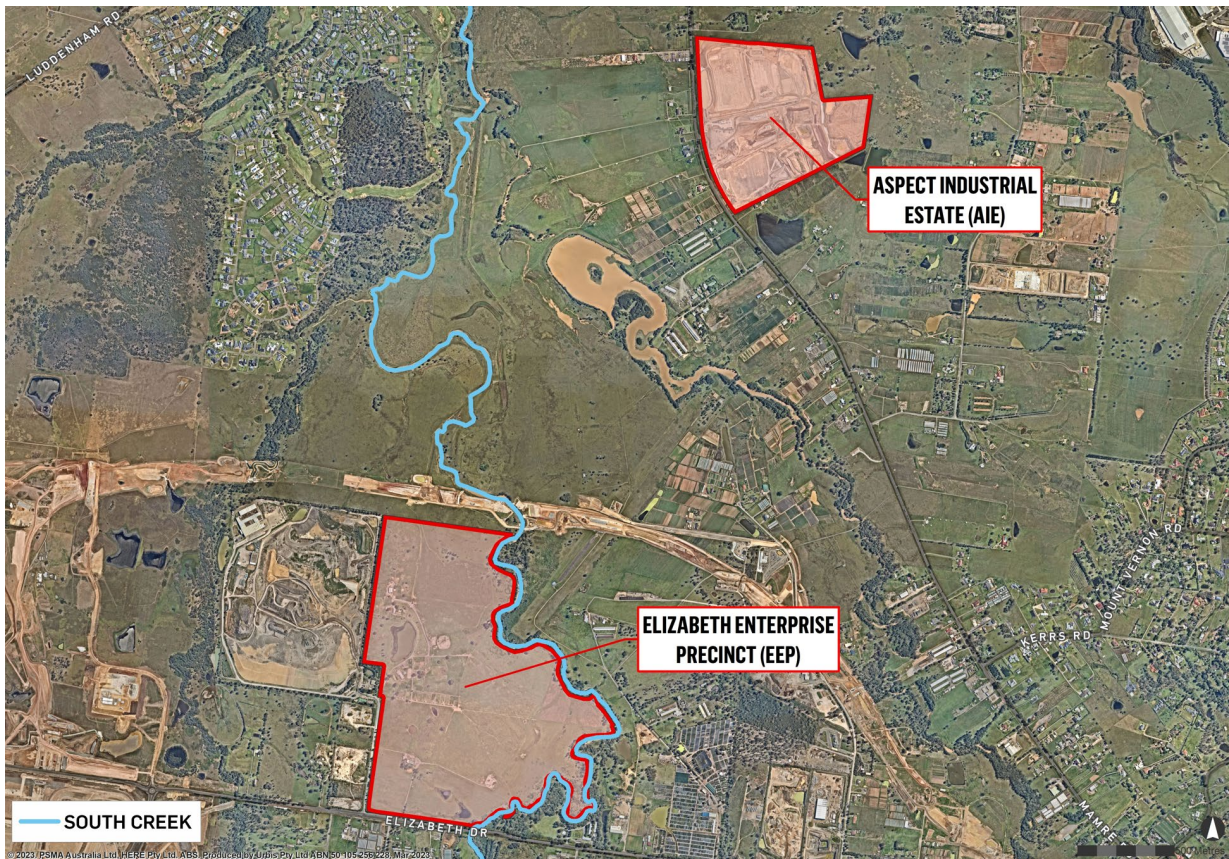 LUDDENHAM RD
ASPECT INDUSTRIAL
ESTATE (AIE)
MOUNT VERNON RD
KERRS RD
ELIZABETH ENTERPRISE
PRECINCT (EEP)
MAMRE
SOUTH CREEK
ELIZABETH DR
500 Metres
© 2023. PSMA Australia Ltd, HERE Pty Ltd. ABS. Produced by Urbis Pty Ltd ABN 50 105 256 228, Mar 2023